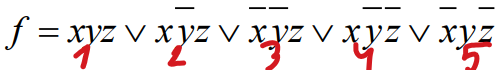 f = xyz ∨ xy̅z ∨ x̅y̅z ∨ xy̅z̅ ∨ x̅yz̅
1 2 3 4 5